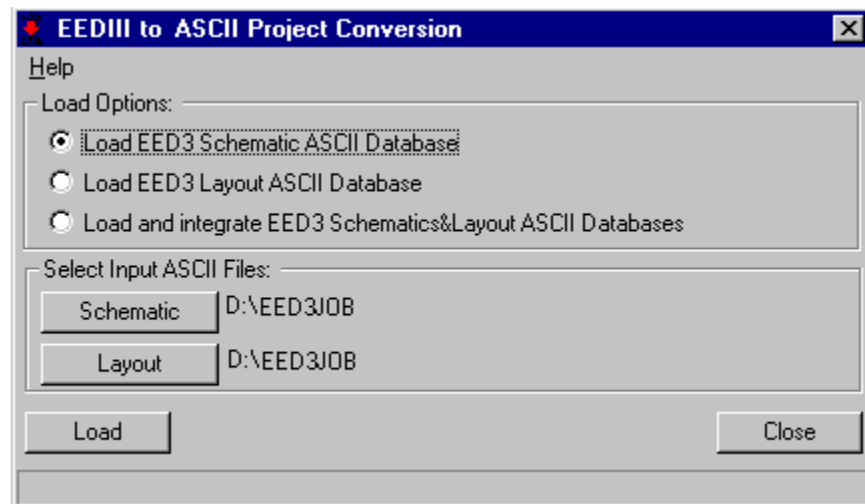 EEDIII to ASCII Project Conversion
Help
Load Options:
Load EED3 Schematic ASCII Database
Load EED3 Layout ASCII Database
Load and integrate EED3 Schematics&Layout ASCII Databases
Select Input ASCII Files:
Schematic D:\EED3JOB
Layout D:\EED3JOB
Load Close